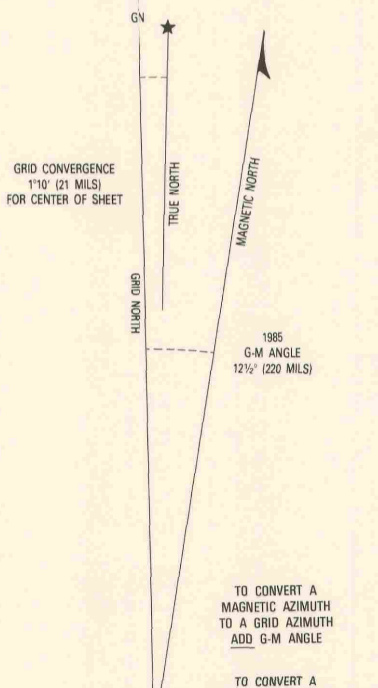 GN
GRID CONVERGENCE
1°10' (21 MILS)
FOR CENTER OF SHEET
TRUE NORTH
MAGNETIC NORTH
GRID NORTH
1985
G-M ANGLE
12½° (220 MILS)
TO CONVERT A
MAGNETIC AZIMUTH
TO A GRID AZIMUTH
ADD G-M ANGLE
TO CONVERT A